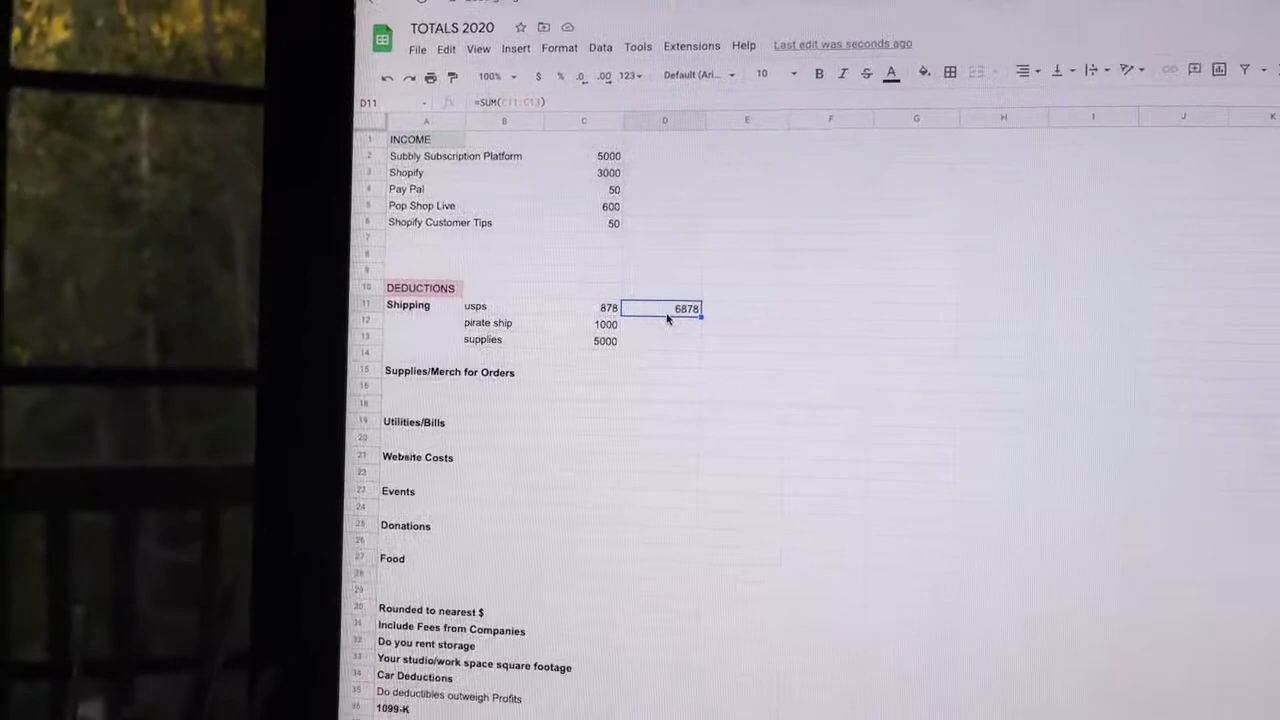 TOTALS 2020
File Edit View Insert Format Data Tools Extensions Help Last edit was seconds ago
100% $ % .0 .00 123 Default (Ari... 10 B I S A
D11 fx =SUM(C11:C13)
A B C D E F G H I J K
1 INCOME
2 Subbly Subscription Platform 5000
3 Shopify 3000
4 Pay Pal 50
5 Pop Shop Live 600
6 Shopify Customer Tips 50
7
8
9
10 DEDUCTIONS
11 Shipping usps 878 6878
12 pirate ship 1000
13 supplies 5000
14
15 Supplies/Merch for Orders
16
18
19 Utilities/Bills
20
21 Website Costs
22
23 Events
24
25 Donations
26
27 Food
28
29
30 Rounded to nearest $
31 Include Fees from Companies
32 Do you rent storage
33 Your studio/work space square footage
34 Car Deductions
35 Do deductibles outweigh Profits
36 1099-K